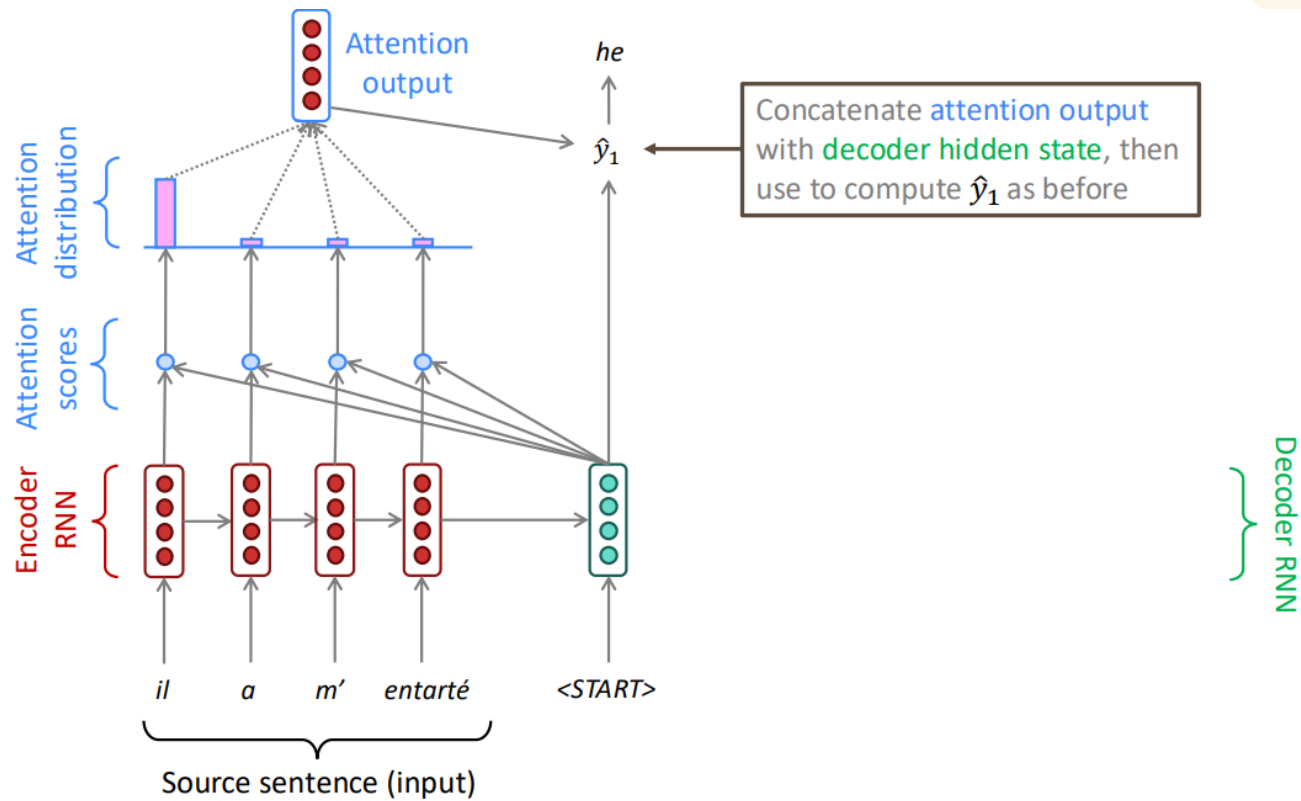 Attention
output
he
Concatenate attention output
with decoder hidden state, then
use to compute ŷ₁ as before
ŷ₁
Attention
distribution
Attention
scores
Encoder
RNN
Decoder RNN
il a m’ entarté <START>
Source sentence (input)